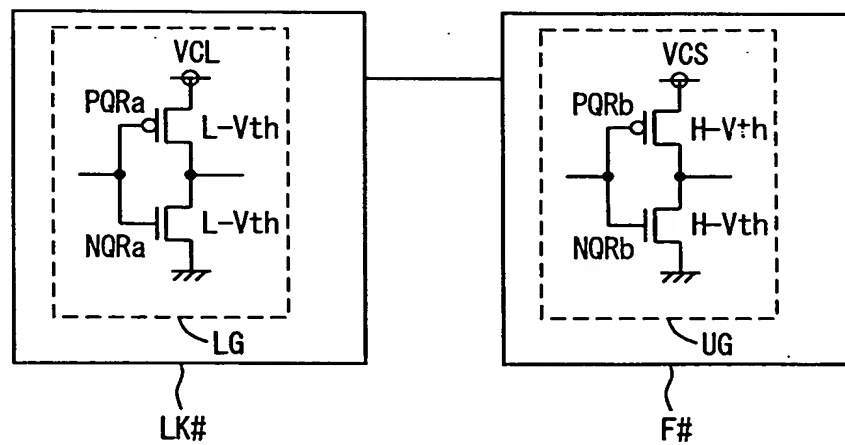 VCL
PQRa
L-Vth
L-Vth
NQRa
LG
LK#
VCS
PQRb
H-Vth
H-Vth
NQRb
UG
F#